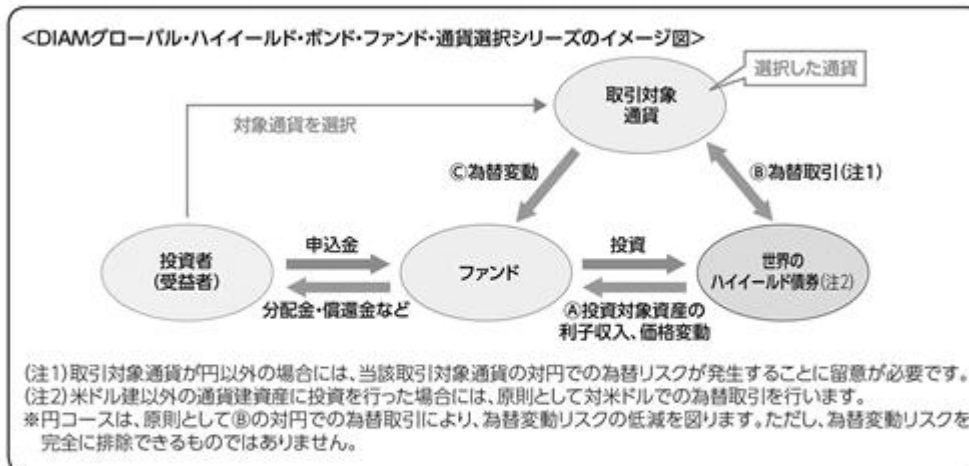 <DIAMグローバル・ハイイールド・ボンド・ファンド・通貨選択シリーズのイメージ図>
選択した通貨
取引対象
通貨
対象通貨を選択
Ⓒ為替変動
Ⓑ為替取引(注1)
投資者
(受益者)
申込金
分配金・償還金など
ファンド
投資
Ⓐ投資対象資産の
利子収入、価格変動
世界の
ハイイールド債券(注2)
(注1)取引対象通貨が円以外の場合には、当該取引対象通貨の対円での為替リスクが発生することに留意が必要です。
(注2)米ドル建以外の通貨建資産に投資を行った場合には、原則として対米ドルでの為替取引を行います。
※円コースは、原則としてⒷの対円での為替取引により、為替変動リスクの低減を図ります。ただし、為替変動リスクを
完全に排除できるものではありません。